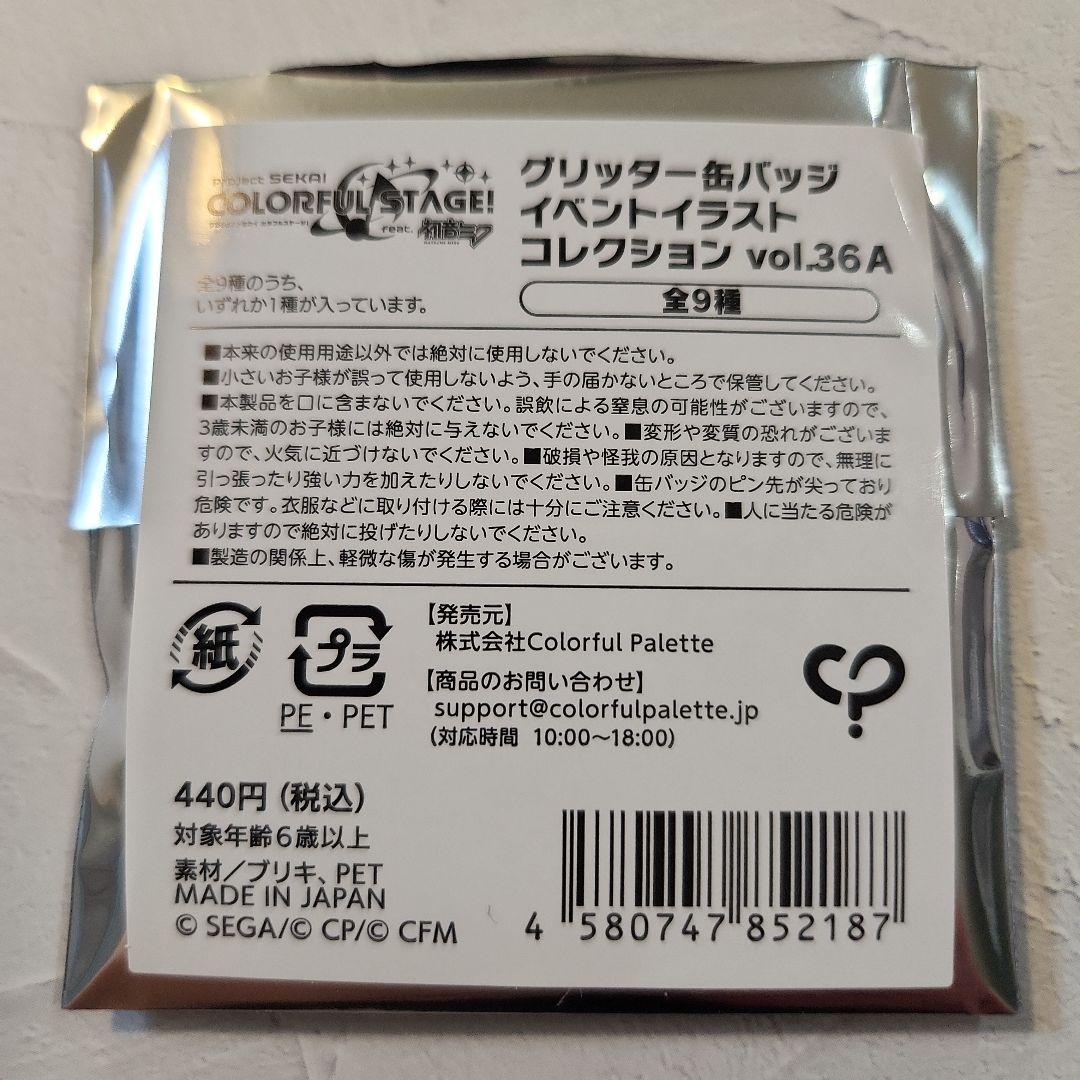 Project SEKAI
COLORFUL STAGE!
feat. 初音ミク
HATSUNE MIKU
グリッター缶バッジ
イベントイラスト
コレクション vol.36A
全9種
全9種のうち、
いずれか1種が入っています。
■本来の使用用途以外では絶対に使用しないでください。
■小さいお子様が誤って使用しないよう、手の届かないところで保管してください。
■本製品を口に含まないでください。誤飲による窒息の可能性がございますので、
3歳未満のお子様には絶対に与えないでください。■変形や変質の恐れがございま
すので、火気に近づけないでください。■破損や怪我の原因となりますので、無理に
引っ張ったり強い力を加えたりしないでください。■缶バッジのピン先が尖っており
危険です。衣服などに取り付ける際には十分にご注意ください。■人に当たる危険が
ありますので絶対に投げたりしないでください。
■製造の関係上、軽微な傷が発生する場合がございます。
紙
プラ
PE・PET
【発売元】
株式会社Colorful Palette
【商品のお問い合わせ】
support@colorfulpalette.jp
(対応時間 10:00〜18:00)
440円(税込)
対象年齢6歳以上
素材/ブリキ、PET
MADE IN JAPAN
© SEGA/© CP/© CFM
4 580747 852187